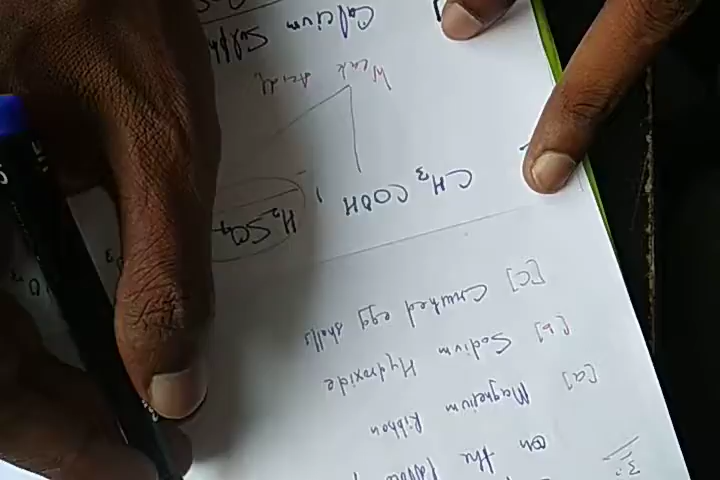 3.
on the
[a] Magnesium Ribbon
[b] Sodium Hydroxide
[c] Crushed egg shells
CH3COOH, H2SO4
Weak Acid
Calcium Sulph